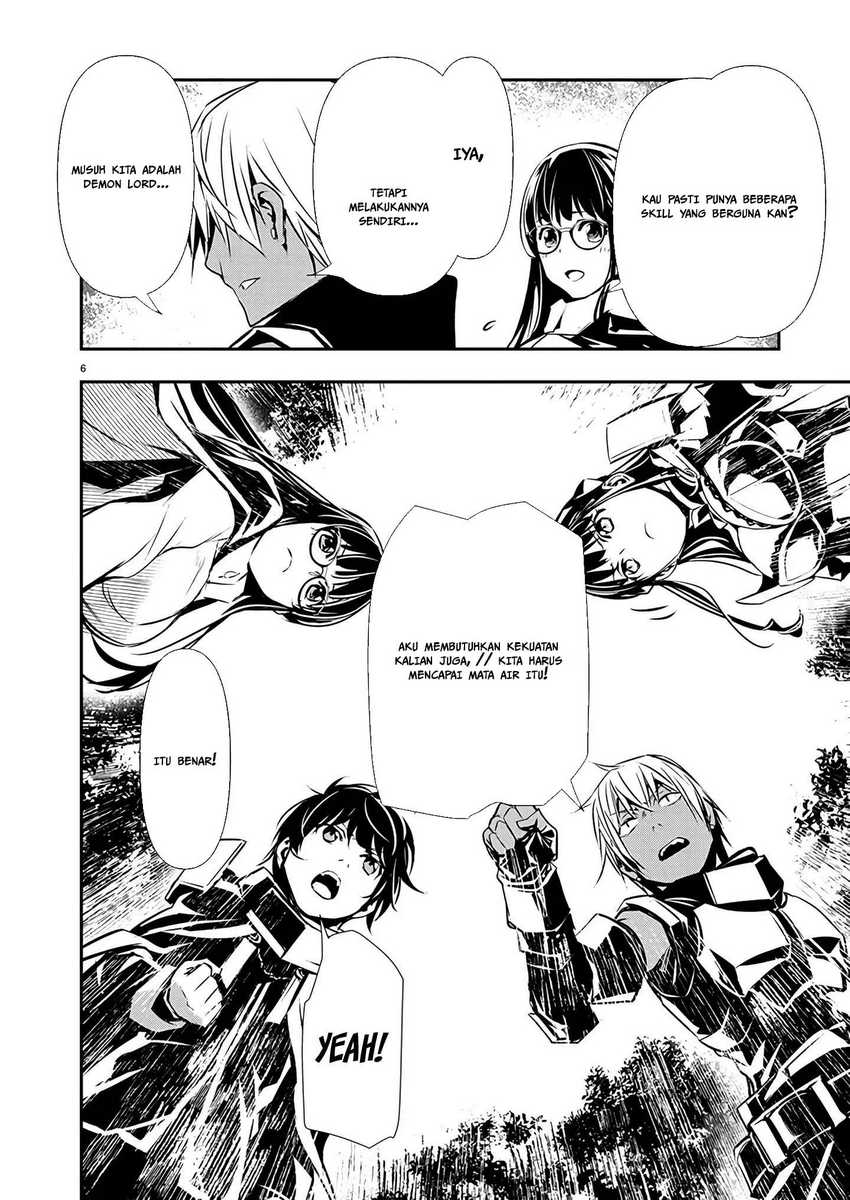 KAU PASTI PUNYA BEBERAPA
SKILL YANG BERGUNA KAN?
IYA,
TETAPI
MELAKUKANNYA
SENDIRI...
MUSUH KITA ADALAH
DEMON LORD...
6
AKU MEMBUTUHKAN KEKUATAN
KALIAN JUGA, // KITA HARUS
MENCAPAI MATA AIR ITU!
ITU BENAR!
YEAH!